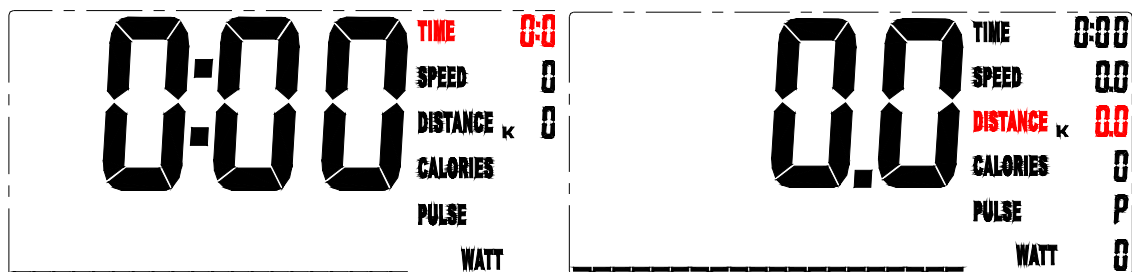 0:00
TIME 0:0
SPEED 0
DISTANCE K 0
CALORIES
PULSE
WATT
0.0
TIME 0:00
SPEED 0.0
DISTANCE K 0.0
CALORIES 0
PULSE P
WATT 0